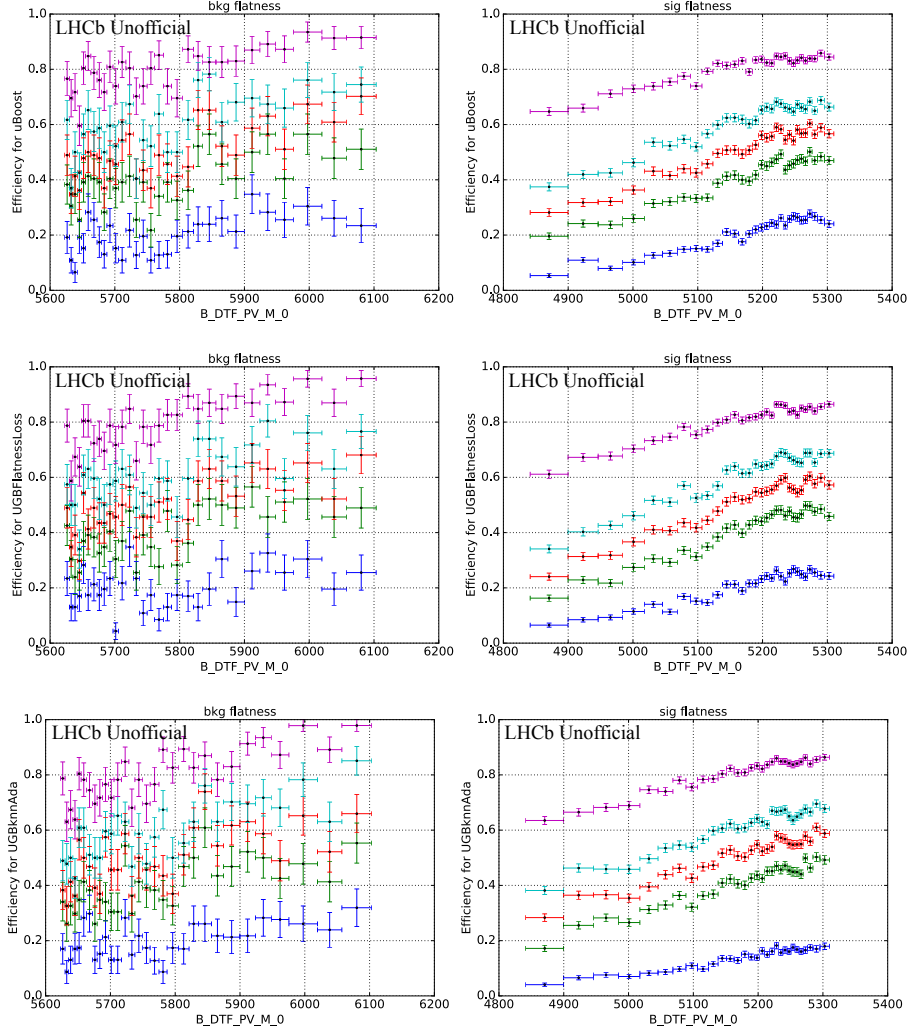 bkg flatness
LHCb Unofficial
Efficiency for uBoost
1.0
0.8
0.6
0.4
0.2
0.0
5600 5700 5800 5900 6000 6100 6200
B_DTF_PV_M_0
sig flatness
LHCb Unofficial
Efficiency for uBoost
1.0
0.8
0.6
0.4
0.2
0.0
4800 4900 5000 5100 5200 5300 5400
B_DTF_PV_M_0
bkg flatness
LHCb Unofficial
Efficiency for UGBFlatnessLoss
1.0
0.8
0.6
0.4
0.2
0.0
5600 5700 5800 5900 6000 6100 6200
B_DTF_PV_M_0
sig flatness
LHCb Unofficial
Efficiency for UGBFlatnessLoss
1.0
0.8
0.6
0.4
0.2
0.0
4800 4900 5000 5100 5200 5300 5400
B_DTF_PV_M_0
bkg flatness
LHCb Unofficial
Efficiency for UGBknnAda
1.0
0.8
0.6
0.4
0.2
0.0
5600 5700 5800 5900 6000 6100 6200
B_DTF_PV_M_0
sig flatness
LHCb Unofficial
Efficiency for UGBknnAda
1.0
0.8
0.6
0.4
0.2
0.0
4800 4900 5000 5100 5200 5300 5400
B_DTF_PV_M_0